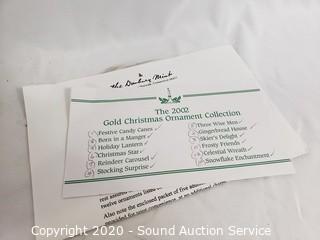 the Danbury Mint
The 2002
Gold Christmas Ornament Collection
Festive Candy Canes
Born in a Manger
Holiday Lantern
Christmas Star
Reindeer Carousel
Stocking Surprise
Three Wise Men
Gingerbread House
Skier's Delight
Frosty Friends
Celestial Wreath
Snowflake Enchantment
Also note the enclosed packet of five
Copyright 2020 - Sound Auction Service